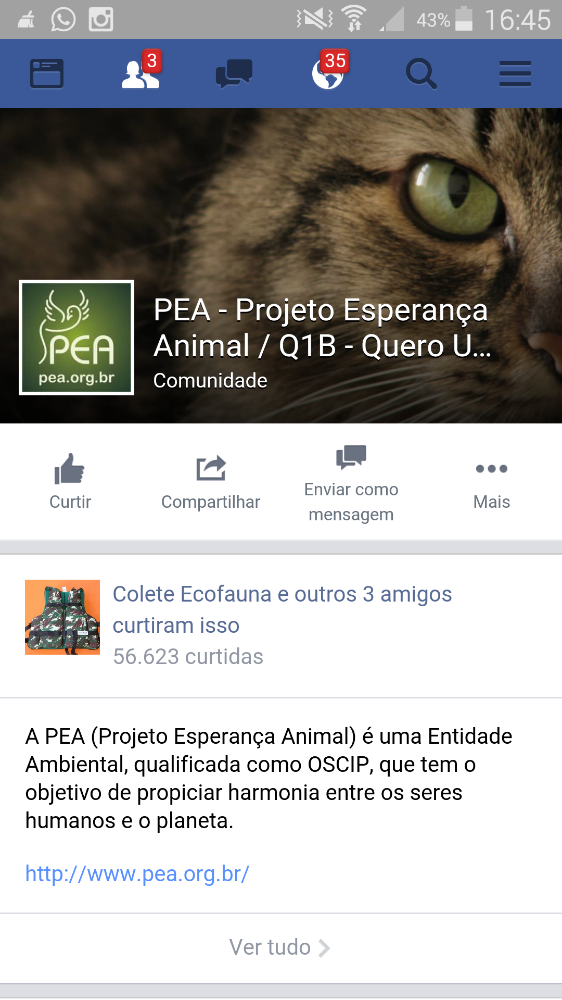 43% 16:45
3
35
PEA
pea.org.br
PEA - Projeto Esperança
Animal / Q1B - Quero U...
Comunidade
Curtir
Compartilhar
Enviar como
mensagem
Mais
Colete Ecofauna e outros 3 amigos
curtiram isso
56.623 curtidas
A PEA (Projeto Esperança Animal) é uma Entidade
Ambiental, qualificada como OSCIP, que tem o
objetivo de propiciar harmonia entre os seres
humanos e o planeta.
http://www.pea.org.br/
Ver tudo